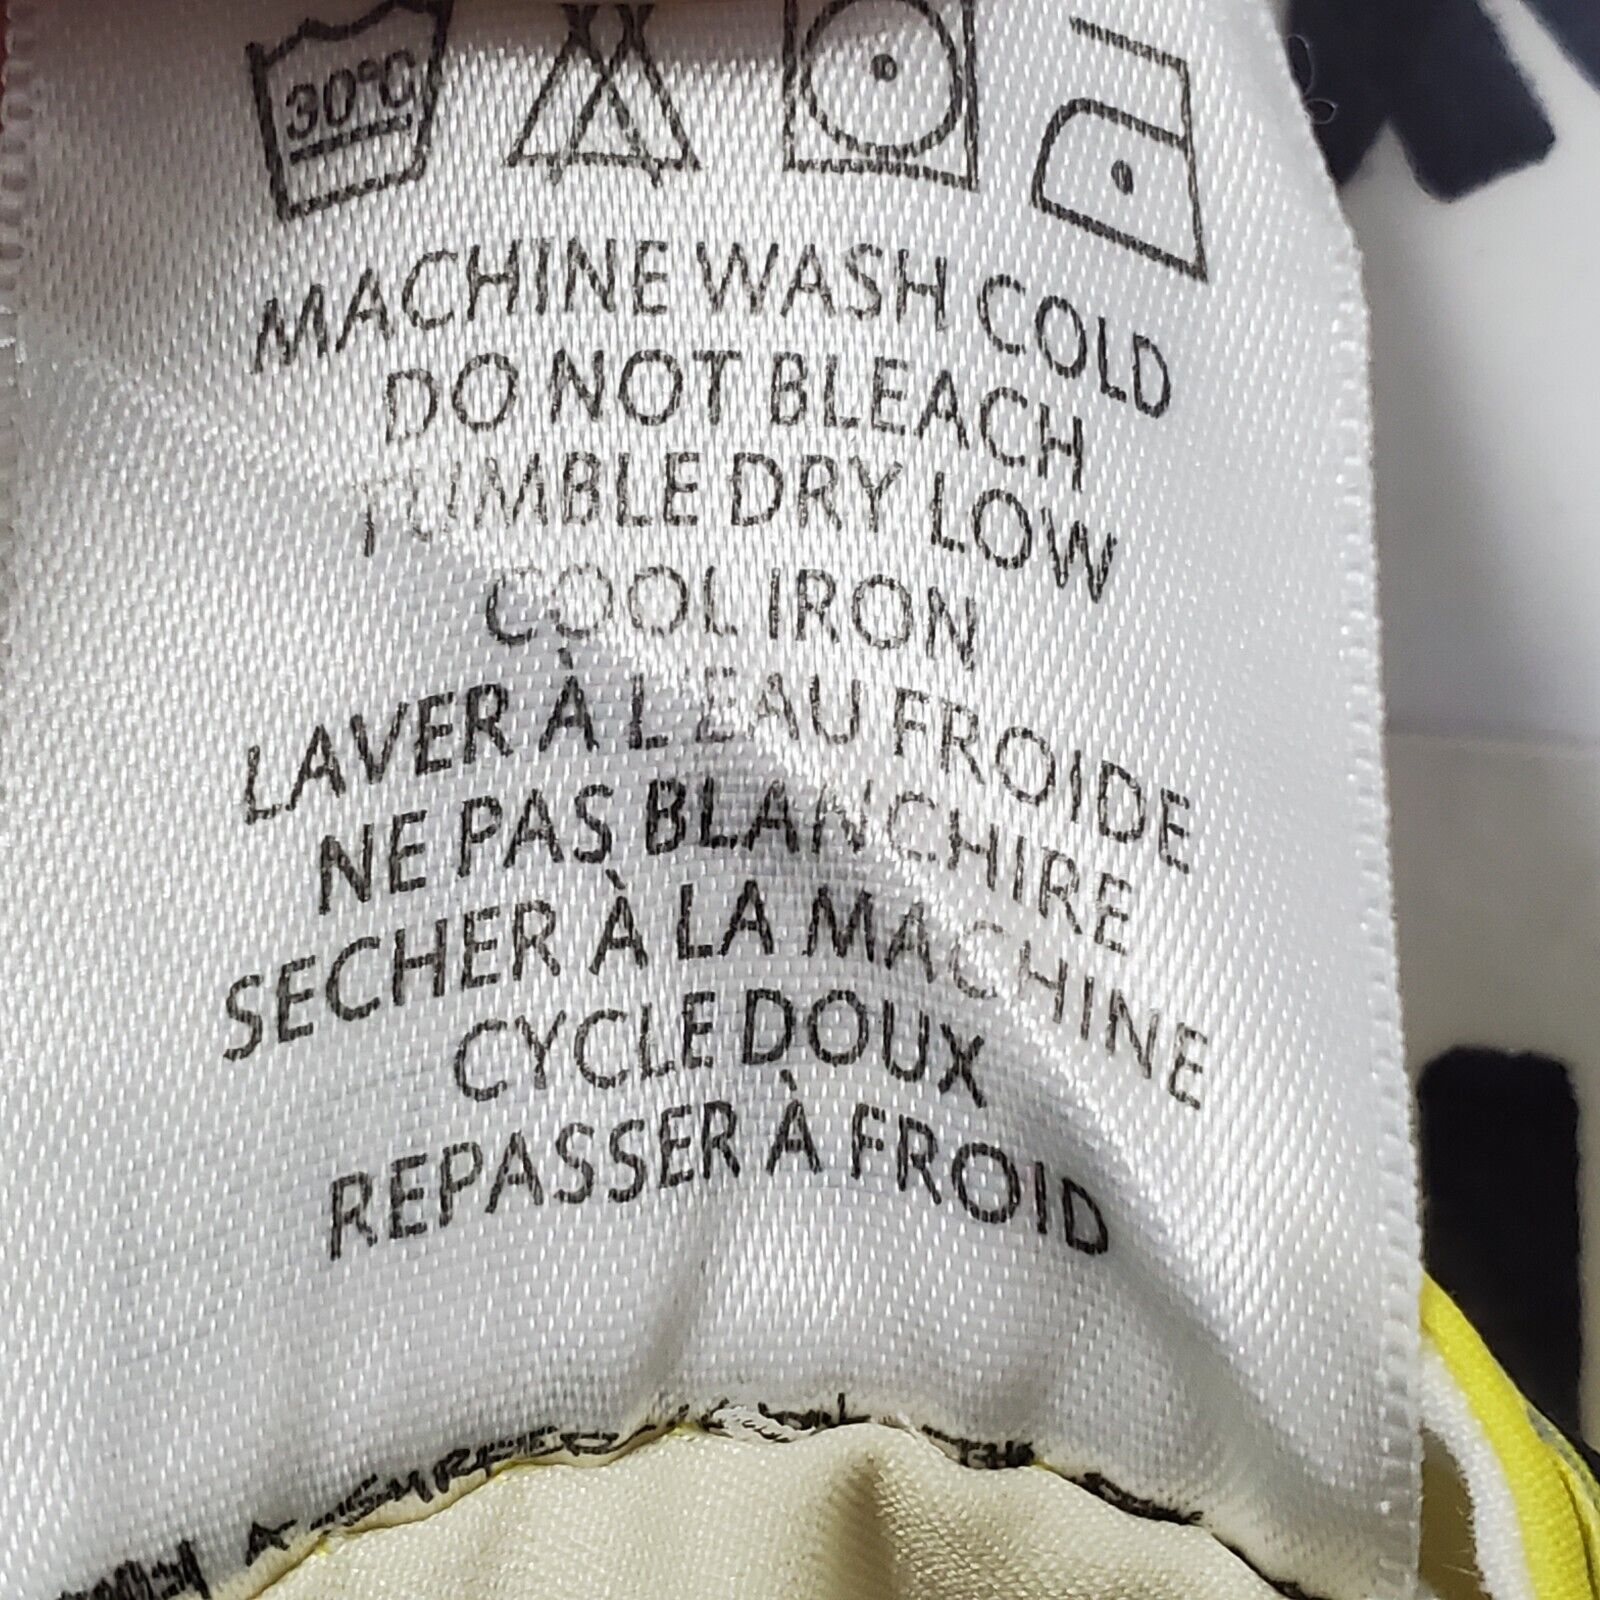 30°C
MACHINE WASH COLD
DO NOT BLEACH
TUMBLE DRY LOW
COOL IRON
LAVER À L'EAU FROIDE
NE PAS BLANCHIRE
SECHER À LA MACHINE
CYCLE DOUX
REPASSER À FROID